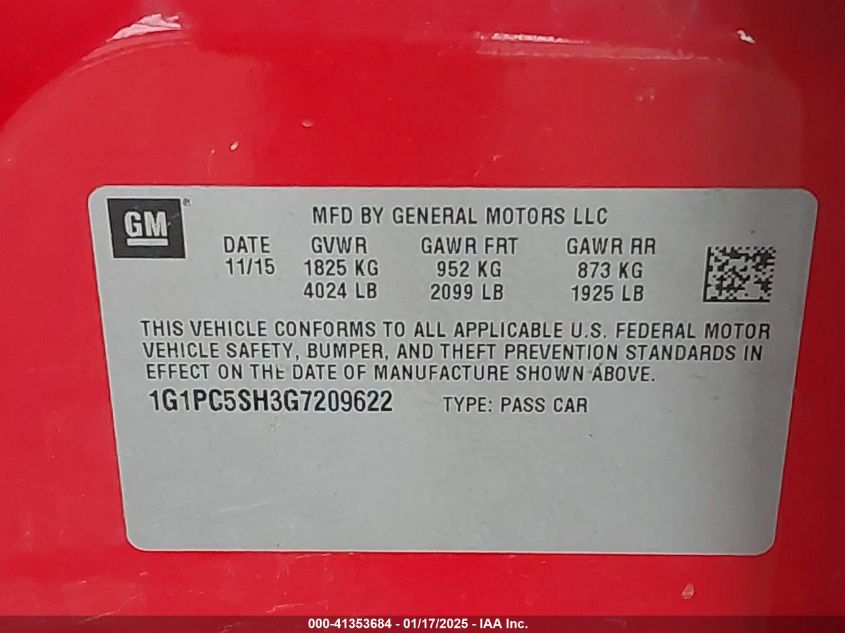 GM®
MFD BY GENERAL MOTORS LLC
DATE GVWR GAWR FRT GAWR RR
11/15 1825 KG 952 KG 873 KG
4024 LB 2099 LB 1925 LB
THIS VEHICLE CONFORMS TO ALL APPLICABLE U.S. FEDERAL MOTOR
VEHICLE SAFETY, BUMPER, AND THEFT PREVENTION STANDARDS IN
EFFECT ON THE DATE OF MANUFACTURE SHOWN ABOVE.
1G1PC5SH3G7209622 TYPE: PASS CAR
000-41353684 - 01/17/2025 - IAA Inc.